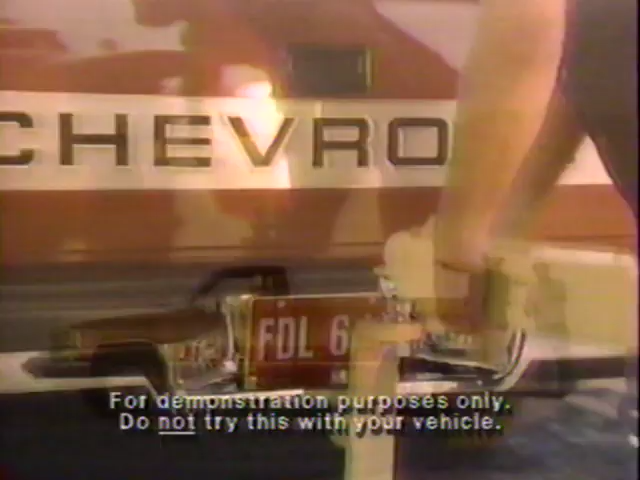 CHEVRO
FDL 6
For demonstration purposes only.
Do not try this with your vehicle.